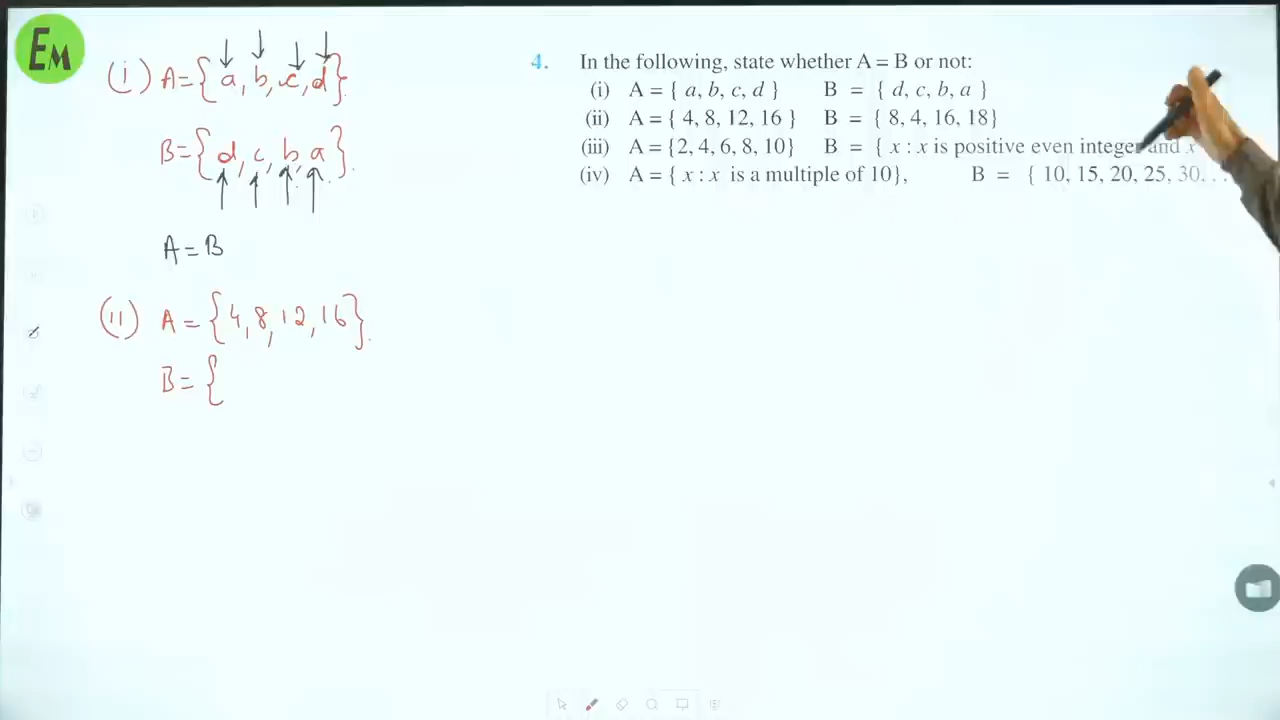 EM
(i) A={a,b,c,d}.
B={d,c,b,a}.
A=B
(ii) A={4,8,12,16}.
B={
4. In the following, state whether A = B or not:
(i) A = { a, b, c, d } B = { d, c, b, a }
(ii) A = { 4, 8, 12, 16 } B = { 8, 4, 16, 18}
(iii) A = {2, 4, 6, 8, 10} B = { x : x is positive even integer and x
(iv) A = { x : x is a multiple of 10}, B = { 10, 15, 20, 25, 30. . .